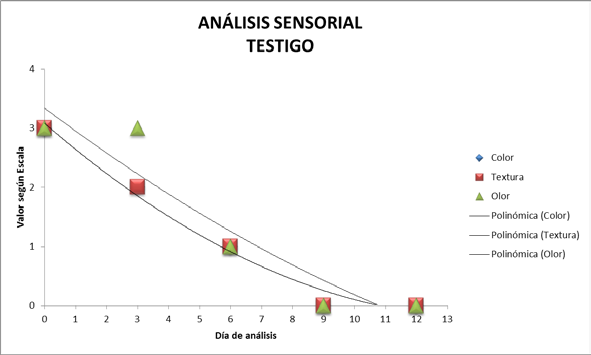 ANÁLISIS SENSORIAL
TESTIGO
Valor según Escala
4
3
2
1
0
0 1 2 3 4 5 6 7 8 9 10 11 12 13
Día de análisis
Color
Textura
Olor
Polinómica (Color)
Polinómica (Textura)
Polinómica (Olor)